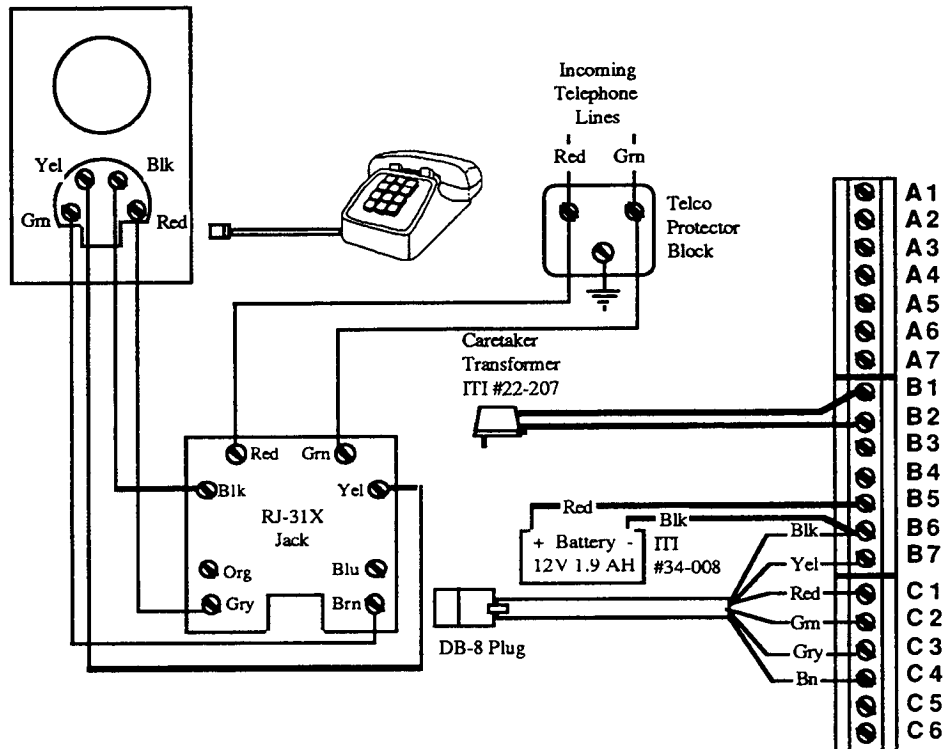 Yel
Blk
Grn
Red
Incoming
Telephone
Lines
Red
Grn
Telco
Protector
Block
Caretaker
Transformer
ITI #22-207
Red
Grn
Blk
Yel
RJ-31X
Jack
Org
Blu
Gry
Brn
Red
Blk
+ Battery -
12V 1.9 AH
ITI
#34-008
DB-8 Plug
Blk
Yel
Red
Grn
Gry
Bn
A1
A2
A3
A4
A5
A6
A7
B1
B2
B3
B4
B5
B6
B7
C1
C2
C3
C4
C5
C6